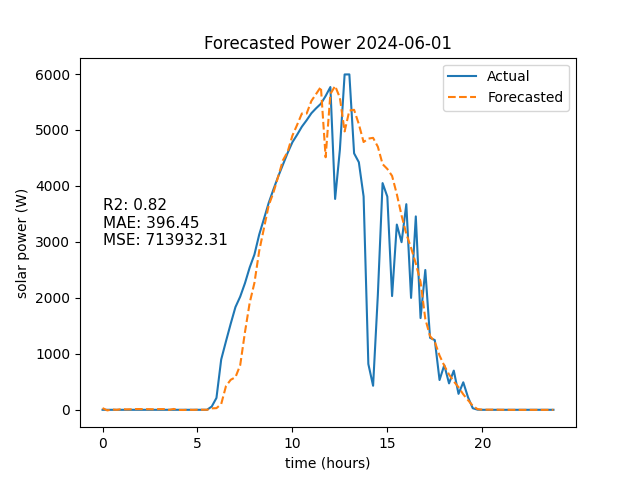 Forecasted Power 2024-06-01
Actual
Forecasted
R2: 0.82
MAE: 396.45
MSE: 713932.31
solar power (W)
6000
5000
4000
3000
2000
1000
0
0 5 10 15 20
time (hours)